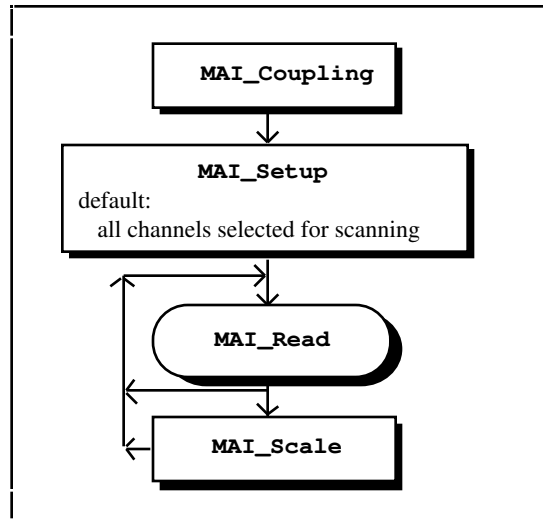 MAI_Coupling
MAI_Setup
default:
all channels selected for scanning
MAI_Read
MAI_Scale